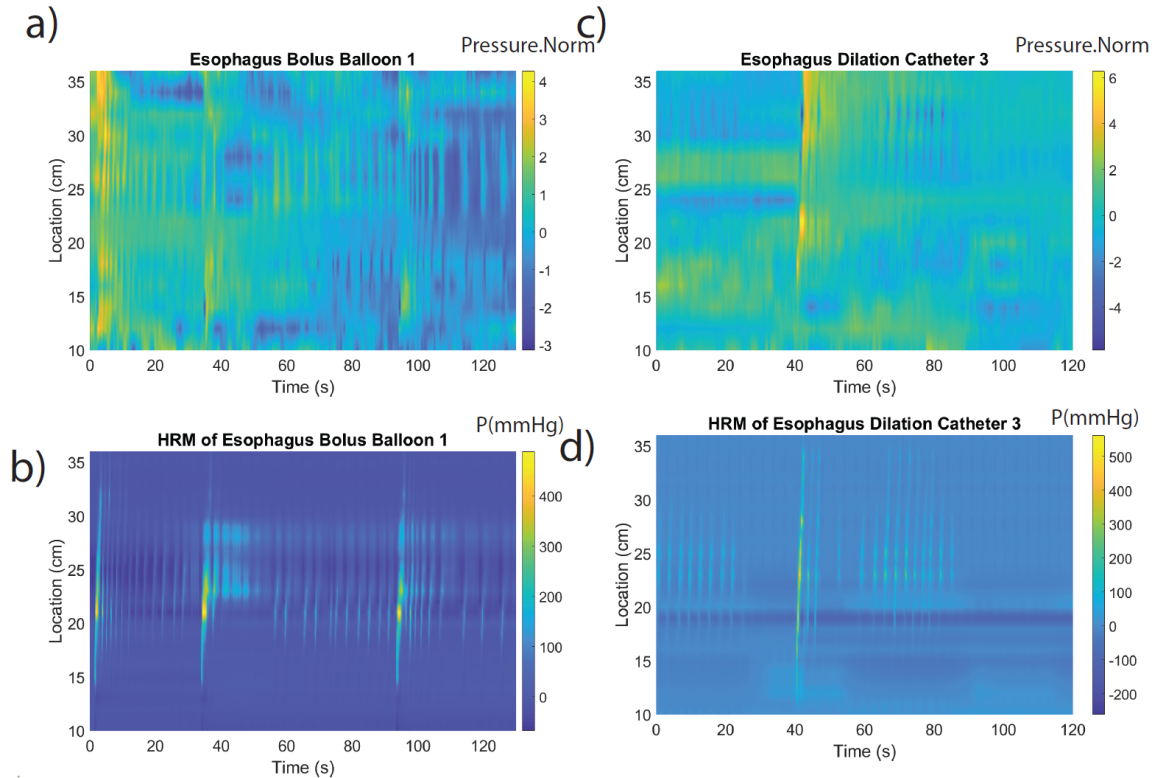 a)
Pressure.Norm
Esophagus Bolus Balloon 1
Location (cm)
35
30
25
20
15
10
0 20 40 60 80 100 120
Time (s)
4
3
2
1
0
-1
-2
-3
c)
Pressure.Norm
Esophagus Dilation Catheter 3
Location (cm)
35
30
25
20
15
10
0 20 40 60 80 100 120
Time (s)
6
4
2
0
-2
-4
b)
P(mmHg)
HRM of Esophagus Bolus Balloon 1
Location (cm)
35
30
25
20
15
10
0 20 40 60 80 100 120
Time (s)
400
300
200
100
0
d)
P(mmHg)
HRM of Esophagus Dilation Catheter 3
Location (cm)
35
30
25
20
15
10
0 20 40 60 80 100 120
Time (s)
500
400
300
200
100
0
-100
-200